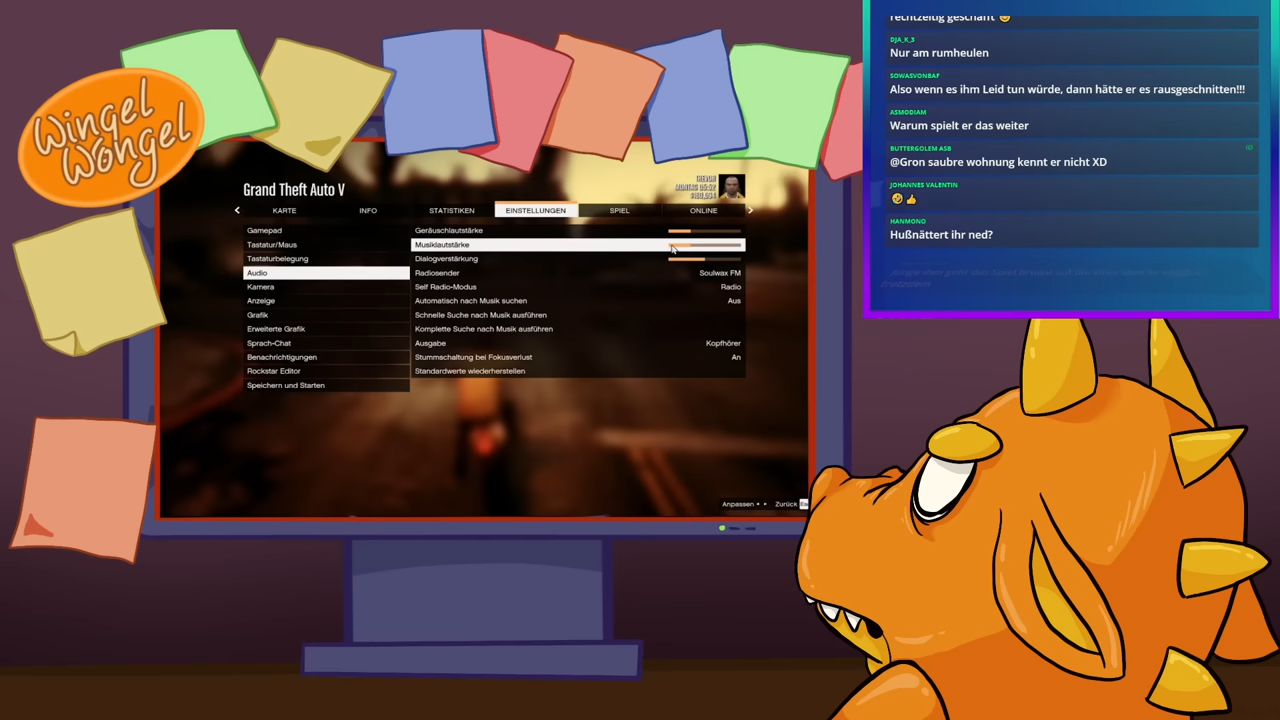 rechtzeitig geschafft 😊
DJA_K_3
Nur am rumheulen
SOWASVONBAF
Also wenn es ihm Leid tun würde, dann hätte er es rausgeschnitten!!!
ASMODIAM
Warum spielt er das weiter
BUTTERGOLEM ASB
@Gron saubre wohnung kennt er nicht XD
JOHANNES VALENTIN
🤣👍
HANMONO
Hußnättert ihr ned?
Wingel
Wongel
Grand Theft Auto V
TREVOR
MONTAG 05:52
KARTE INFO STATISTIKEN EINSTELLUNGEN SPIEL ONLINE
Gamepad
Tastatur/Maus
Tastaturbelegung
Audio
Kamera
Anzeige
Grafik
Erweiterte Grafik
Sprach-Chat
Benachrichtigungen
Rockstar Editor
Speichern und Starten
Geräuschlautstärke
Musiklautstärke
Dialogverstärkung
Radiosender Soulwax FM
Self Radio-Modus Radio
Automatisch nach Musik suchen Aus
Schnelle Suche nach Musik ausführen
Komplette Suche nach Musik ausführen
Ausgabe Kopfhörer
Stummschaltung bei Fokusverlust An
Standardwerte wiederherstellen
Anpassen Zurück